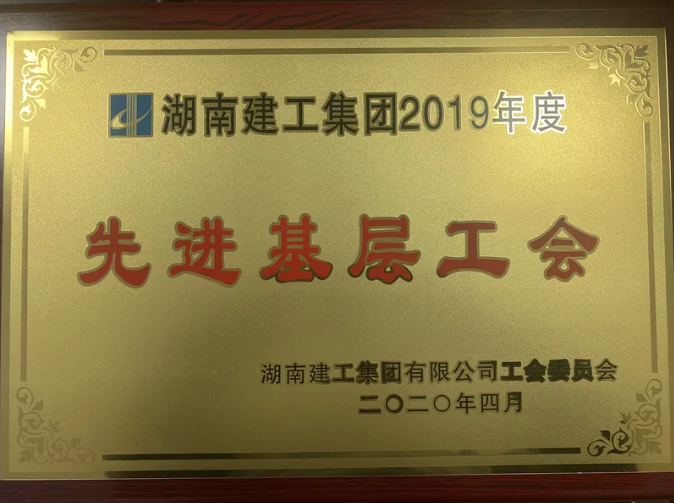 湖南建工集团2019年度
先进基层工会
湖南建工集团有限公司工会委员会
二〇二〇年四月